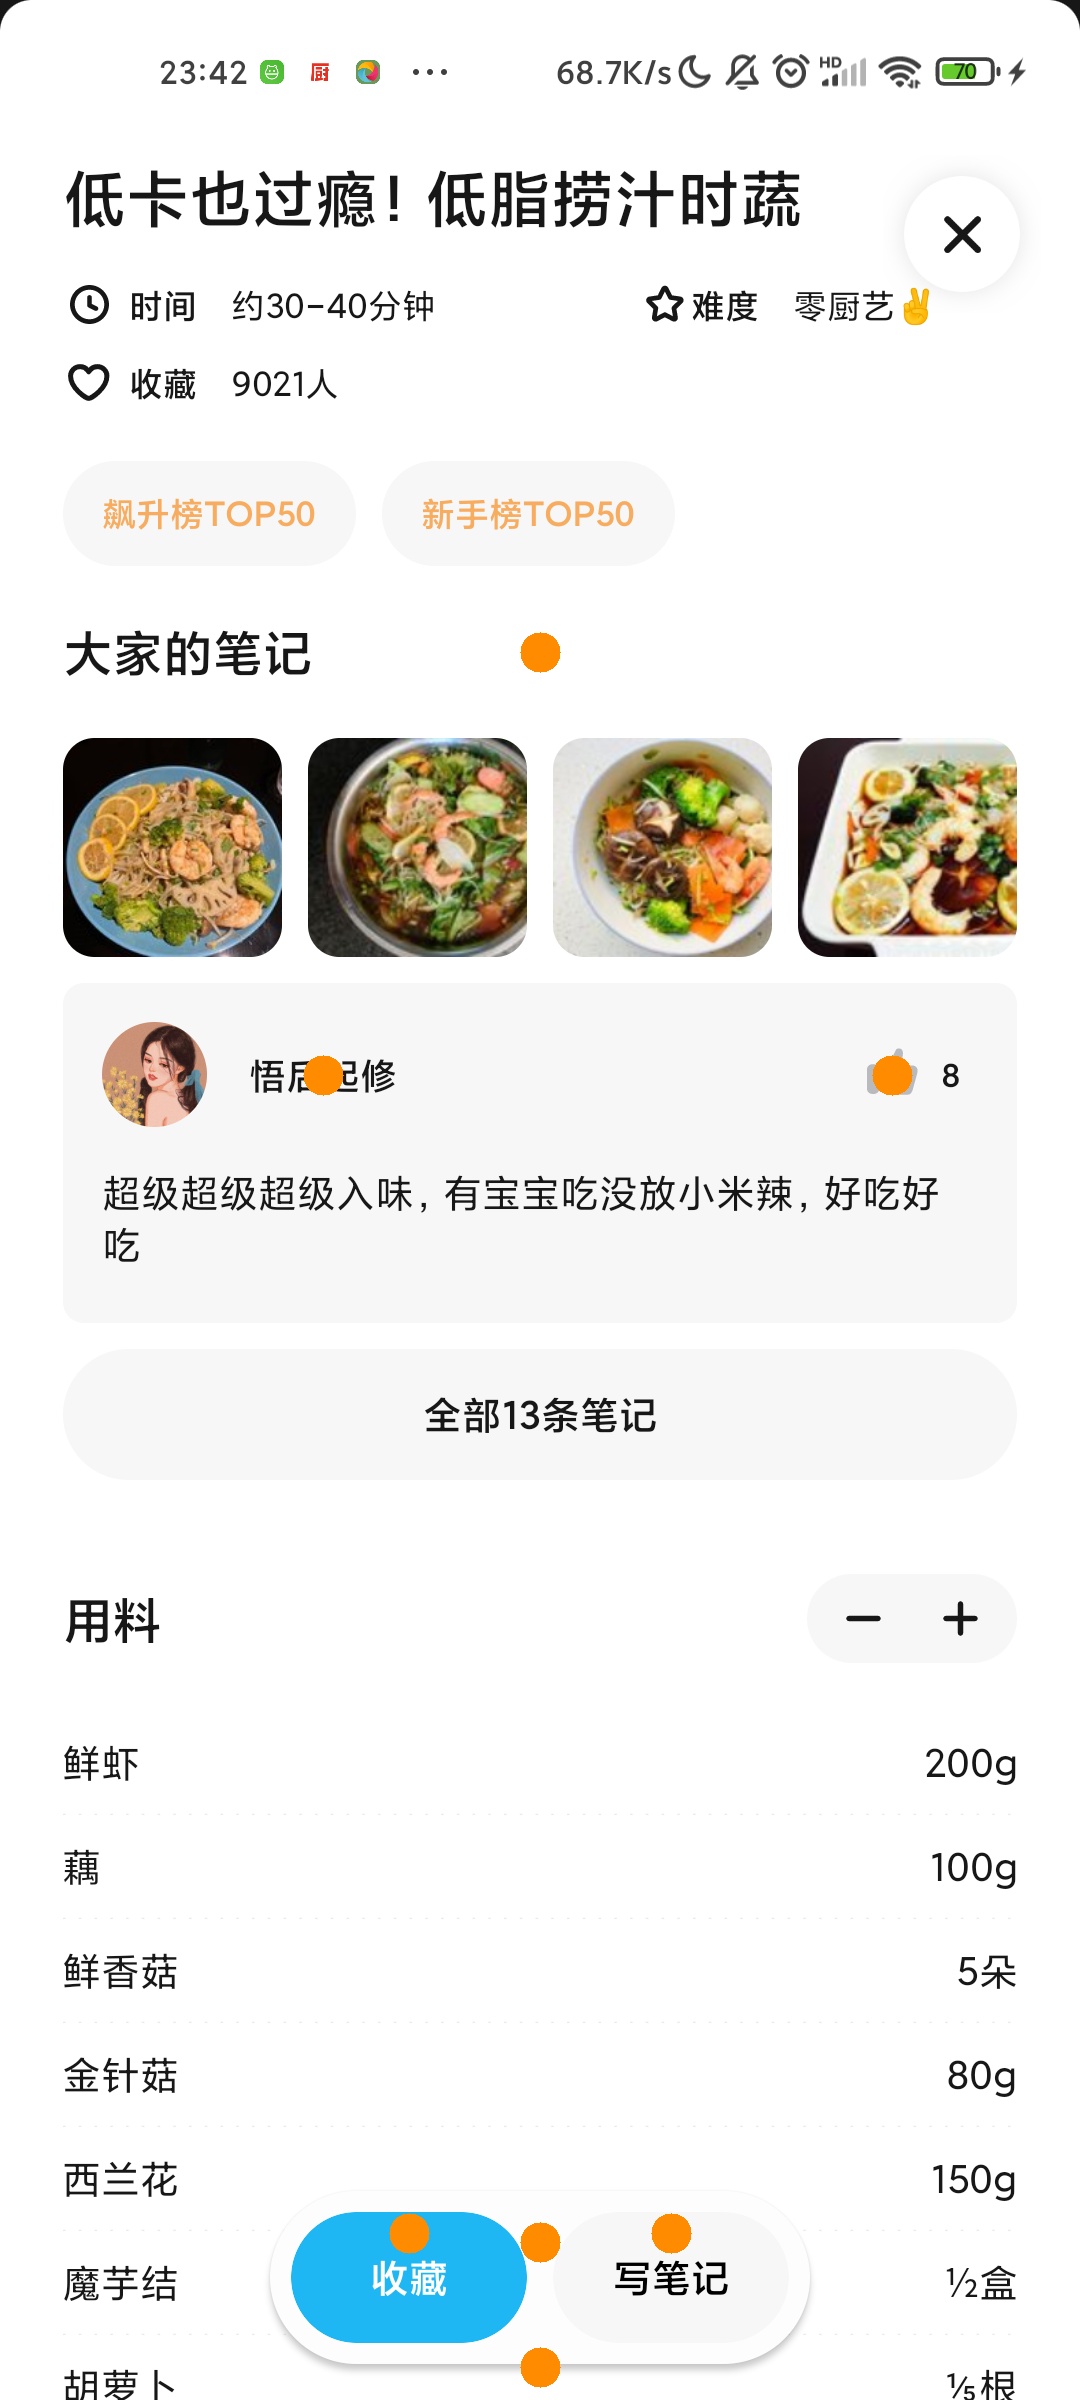 23:42
厨
68.7K/s
HD
70
低卡也过瘾！低脂捞汁时蔬
时间 约30-40分钟
难度 零厨艺✌
收藏 9021人
飙升榜TOP50
新手榜TOP50
大家的笔记
悟后起修
8
超级超级超级入味，有宝宝吃没放小米辣，好吃好
吃
全部13条笔记
用料
鲜虾 200g
藕 100g
鲜香菇 5朵
金针菇 80g
西兰花 150g
魔芋结 ½盒
收藏 写笔记
胡萝卜 ⅕根